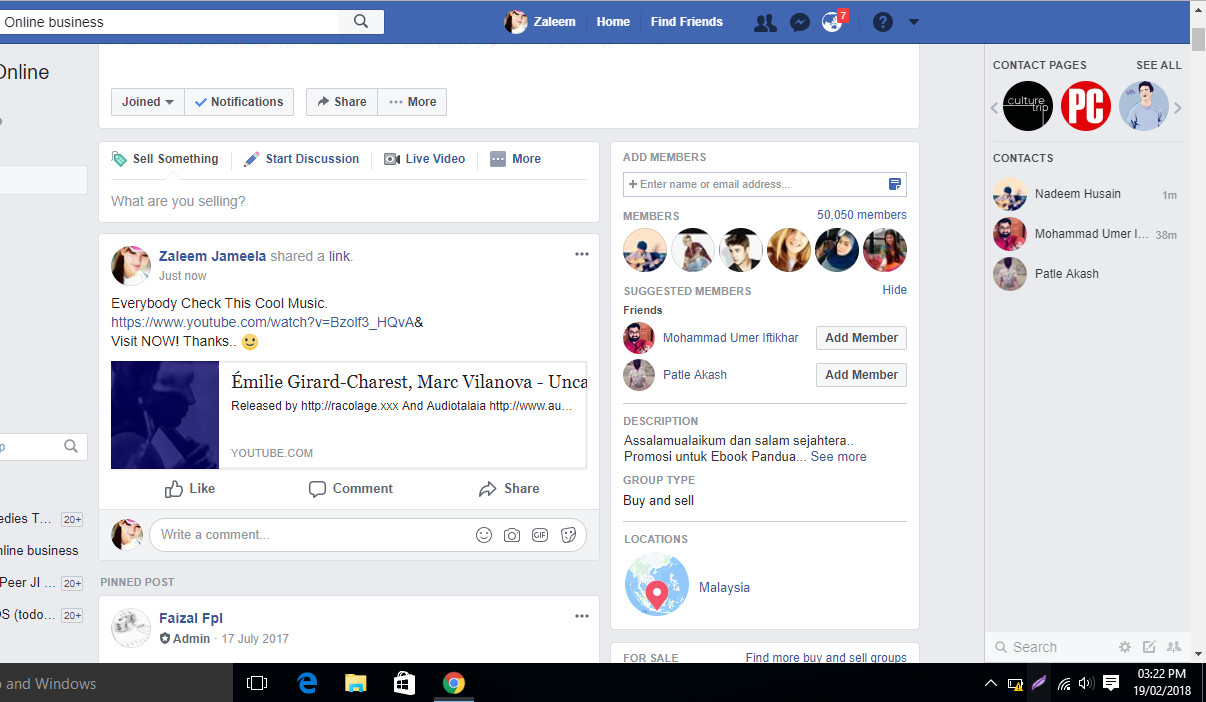 Online business
Zaleem
Home
Find Friends
7
Online
Joined
Notifications
Share
More
Sell Something
Start Discussion
Live Video
More
What are you selling?
Zaleem Jameela shared a link.
Just now
Everybody Check This Cool Music.
https://www.youtube.com/watch?v=Bzolf3_HQvA&
Visit NOW! Thanks..
Émilie Girard-Charest, Marc Vilanova - Unca
Released by http://racolage.xxx And Audiotalaia http://www.au...
YOUTUBE.COM
Like
Comment
Share
Write a comment...
GIF
PINNED POST
Faizal Fpl
Admin · 17 July 2017
edies T... 20+
nline business
Peer JI ... 20+
OS (todo... 20+
ADD MEMBERS
+ Enter name or email address...
MEMBERS
50,050 members
SUGGESTED MEMBERS
Hide
Friends
Mohammad Umer Iftikhar
Add Member
Patle Akash
Add Member
DESCRIPTION
Assalamualaikum dan salam sejahtera..
Promosi untuk Ebook Pandua... See more
GROUP TYPE
Buy and sell
LOCATIONS
Malaysia
FOR SALE
Find more buy and sell groups
CONTACT PAGES
SEE ALL
culture
trip
PC
CONTACTS
Nadeem Husain 1m
Mohammad Umer I... 38m
Patle Akash
Search
and Windows
03:22 PM
19/02/2018